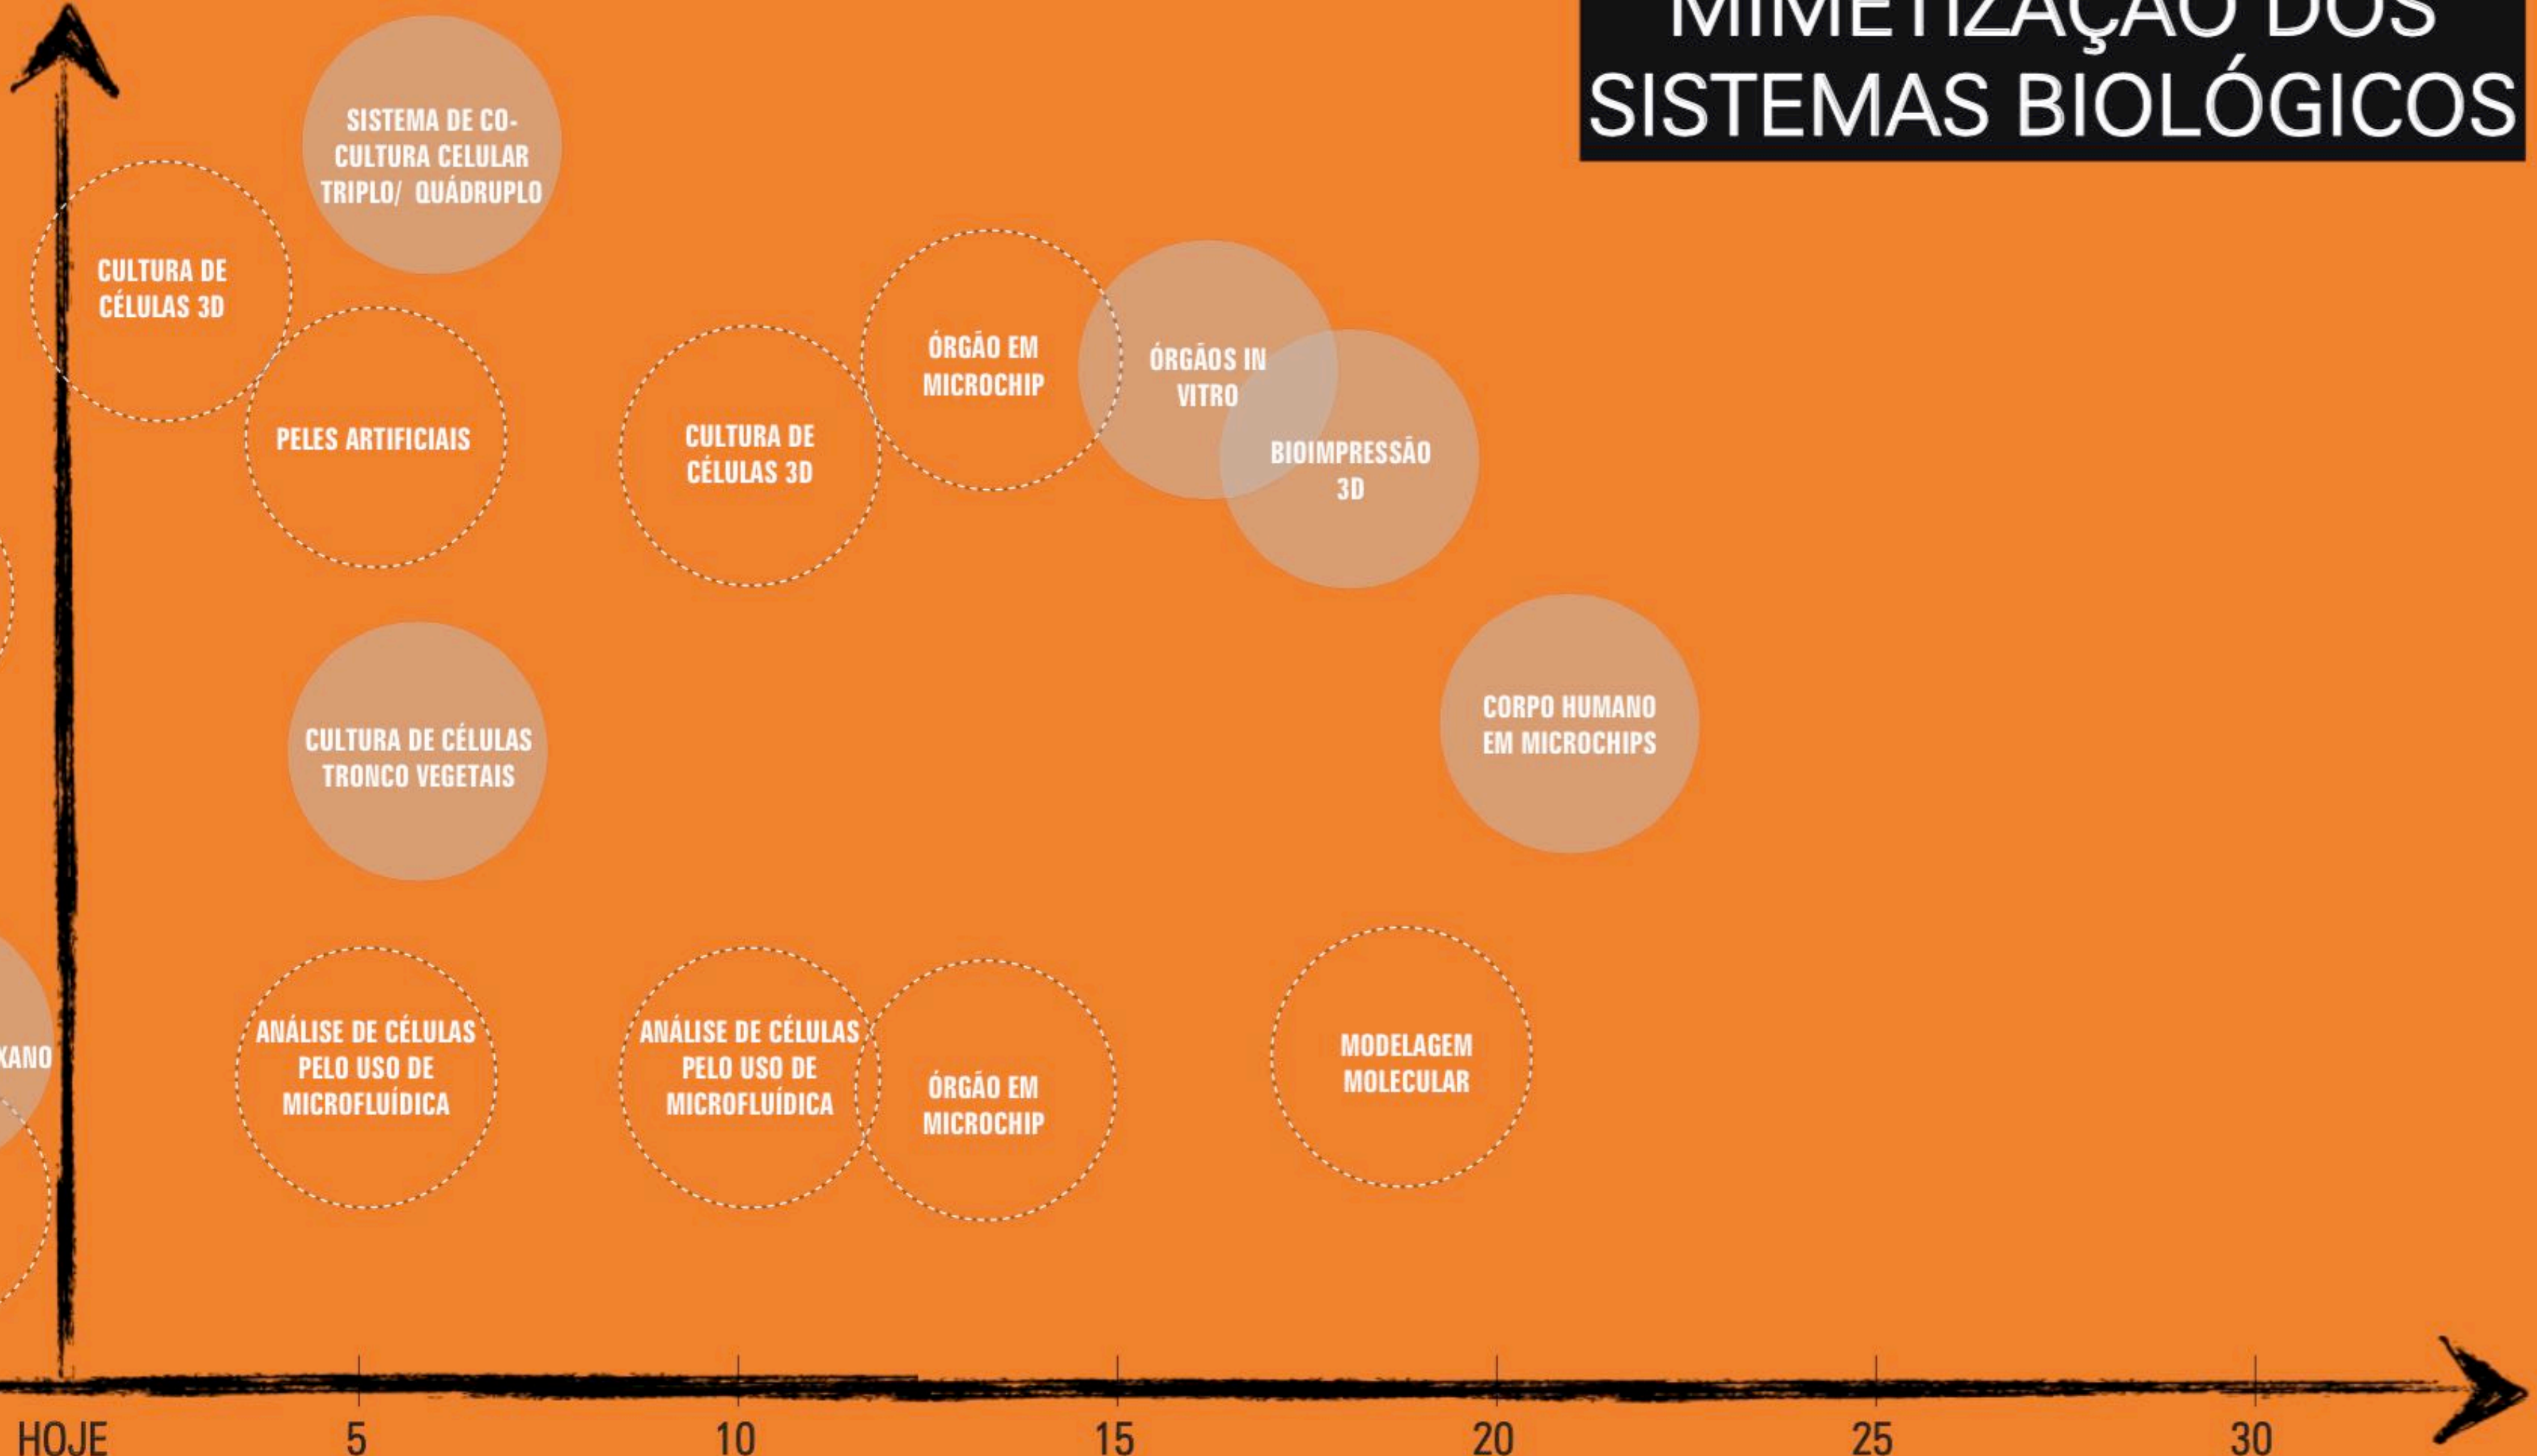 MIMETIZAÇÃO DOS
SISTEMAS BIOLÓGICOS
SISTEMA DE CO-
CULTURA CELULAR
TRIPLO/ QUÁDRUPLO
CULTURA DE
CÉLULAS 3D
PELES ARTIFICIAIS
CULTURA DE
CÉLULAS 3D
ÓRGÃO EM
MICROCHIP
ÓRGÃOS IN
VITRO
BIOIMPRESSÃO
3D
CULTURA DE CÉLULAS
TRONCO VEGETAIS
CORPO HUMANO
EM MICROCHIPS
XANO
ANÁLISE DE CÉLULAS
PELO USO DE
MICROFLUÍDICA
ANÁLISE DE CÉLULAS
PELO USO DE
MICROFLUÍDICA
ÓRGÃO EM
MICROCHIP
MODELAGEM
MOLECULAR
HOJE
5
10
15
20
25
30